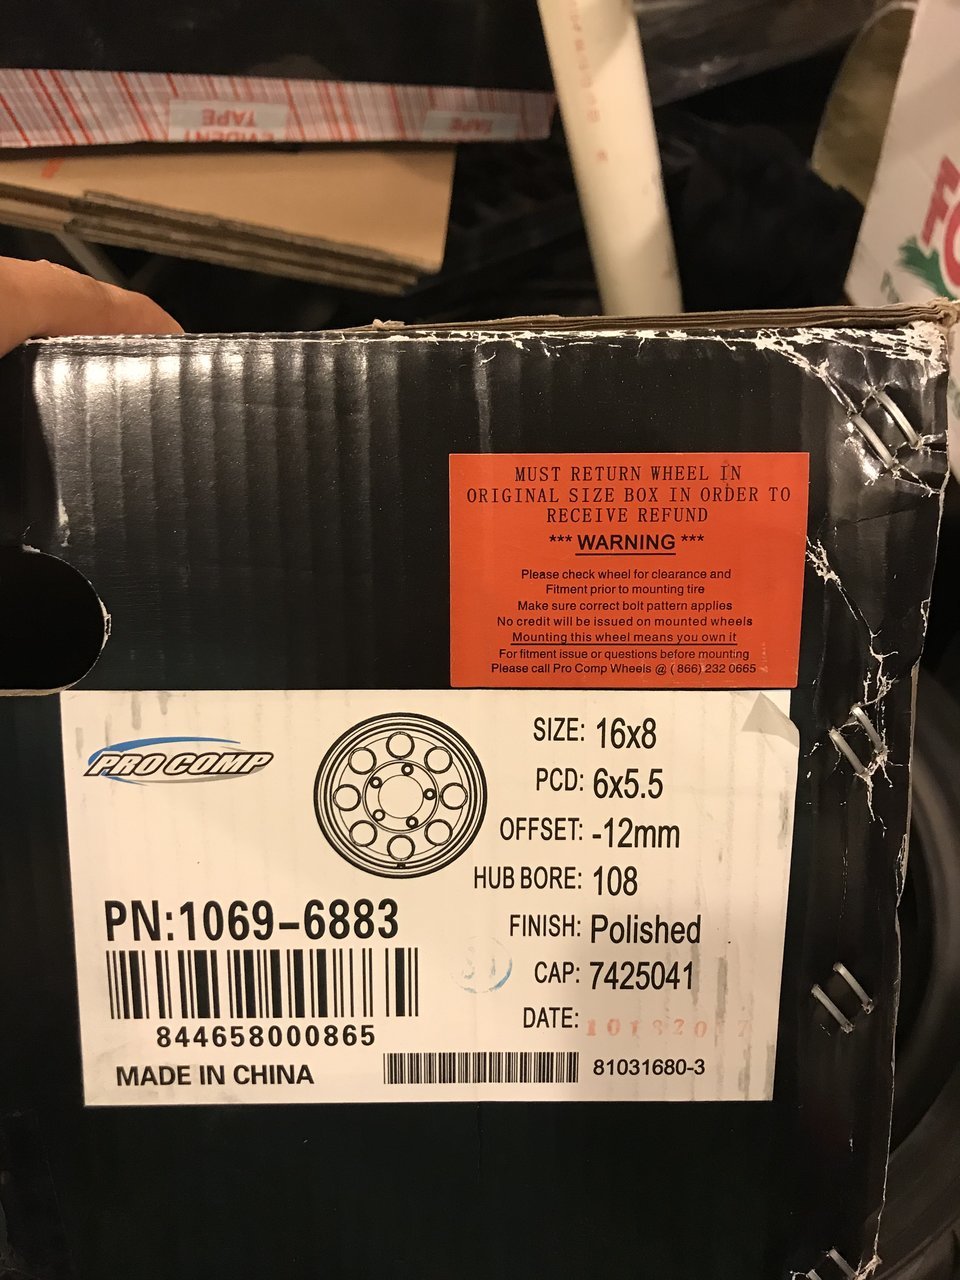 EVIDENT
TAPE
TAPE
MUST RETURN WHEEL IN
ORIGINAL SIZE BOX IN ORDER TO
RECEIVE REFUND
*** WARNING ***
Please check wheel for clearance and
Fitment prior to mounting tire
Make sure correct bolt pattern applies
No credit will be issued on mounted wheels
Mounting this wheel means you own it
For fitment issue or questions before mounting
Please call Pro Comp Wheels @ ( 866) 232 0665
PRO COMP
SIZE: 16x8
PCD: 6x5.5
OFFSET: -12mm
HUB BORE: 108
FINISH: Polished
CAP: 7425041
DATE:
PN:1069-6883
844658000865
MADE IN CHINA
81031680-3